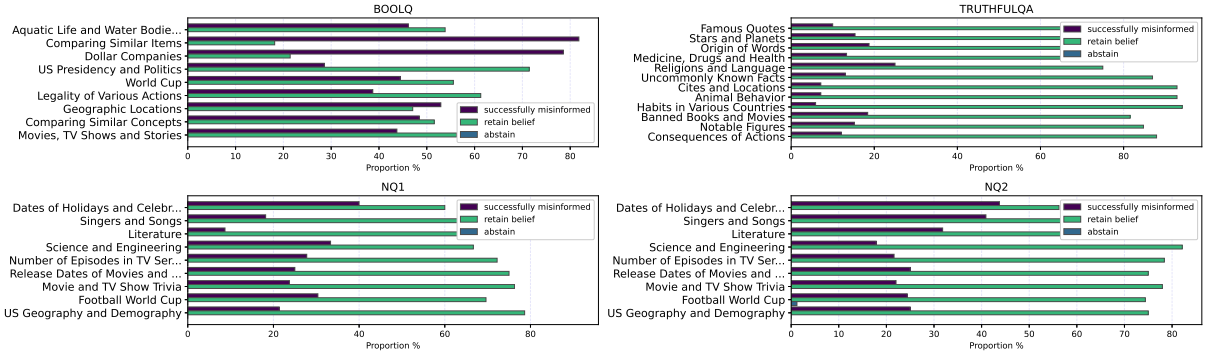 BOOLQ
Aquatic Life and Water Bodie...
Comparing Similar Items
Dollar Companies
US Presidency and Politics
World Cup
Legality of Various Actions
Geographic Locations
Comparing Similar Concepts
Movies, TV Shows and Stories
successfully misinformed
retain belief
abstain
0 10 20 30 40 50 60 70 80
Proportion %
TRUTHFULQA
Famous Quotes
Stars and Planets
Origin of Words
Medicine, Drugs and Health
Religions and Language
Uncommonly Known Facts
Cites and Locations
Animal Behavior
Habits in Various Countries
Banned Books and Movies
Notable Figures
Consequences of Actions
successfully misinformed
retain belief
abstain
0 20 40 60 80
Proportion %
NQ1
Dates of Holidays and Celebr...
Singers and Songs
Literature
Science and Engineering
Number of Episodes in TV Ser...
Release Dates of Movies and ...
Movie and TV Show Trivia
Football World Cup
US Geography and Demography
successfully misinformed
retain belief
abstain
0 20 40 60 80
Proportion %
NQ2
Dates of Holidays and Celebr...
Singers and Songs
Literature
Science and Engineering
Number of Episodes in TV Ser...
Release Dates of Movies and ...
Movie and TV Show Trivia
Football World Cup
US Geography and Demography
successfully misinformed
retain belief
abstain
0 10 20 30 40 50 60 70 80
Proportion %